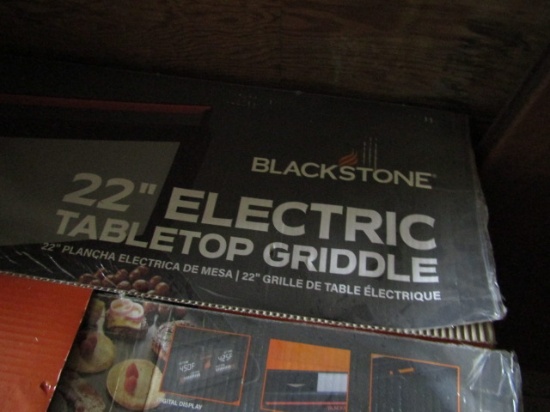 BLACKSTONE
22" ELECTRIC
TABLETOP GRIDDLE
22" PLANCHA ELECTRICA DE MESA | 22" GRILLE DE TABLE ÉLECTRIQUE
DIGITAL DISPLAY